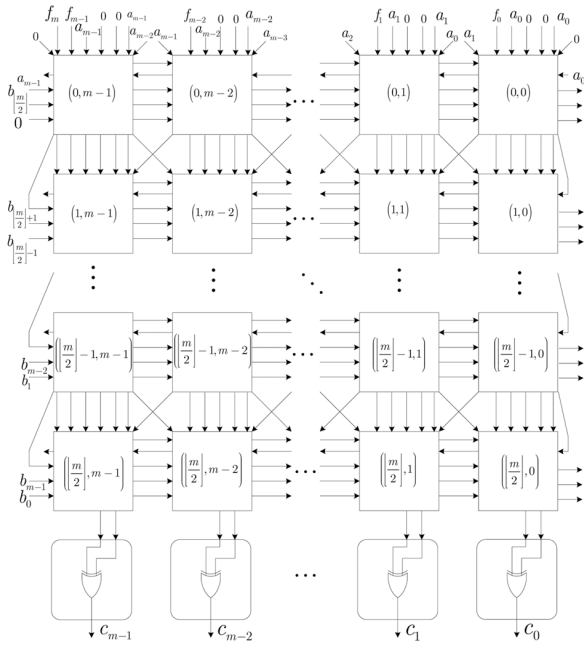 f_m f_{m-1} 0 0 a_{m-1} f_{m-2} 0 0 a_{m-2} f_1 a_1 0 0 a_1 f_0 a_0 0 0 a_0
0 a_{m-1} a_{m-2} a_{m-1} a_{m-2} a_{m-3} a_2 a_0 a_1 0
a_{m-1} (0,m−1) (0,m−2) (0,1) (0,0) a_0
b_{⌊m/2⌋} ···
0
b_{⌊m/2⌋+1} (1,m−1) (1,m−2) ··· (1,1) (1,0)
b_{⌊m/2⌋−1}
(⌊m/2⌋−1,m−1) (⌊m/2⌋−1,m−2) ··· (⌊m/2⌋−1,1) (⌊m/2⌋−1,0)
b_{m−2}
b_1
(⌊m/2⌋,m−1) (⌊m/2⌋,m−2) ··· (⌊m/2⌋,1) (⌊m/2⌋,0)
b_{m−1}
b_0
···
c_{m−1} c_{m−2} c_1 c_0